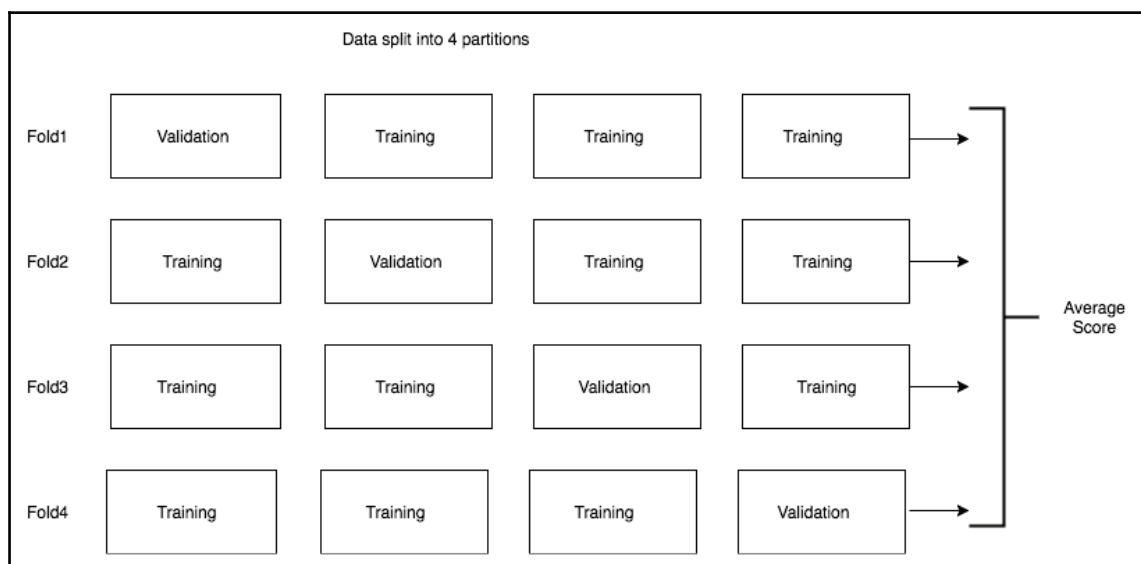 Data split into 4 partitions
Fold1
Validation
Training
Training
Training
Fold2
Training
Validation
Training
Training
Fold3
Training
Training
Validation
Training
Fold4
Training
Training
Training
Validation
Average
Score